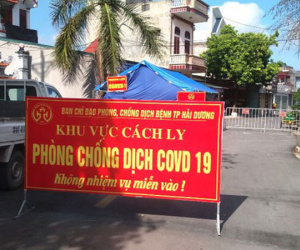 BAN CHỈ ĐẠO PHÒNG, CHỐNG DỊCH BỆNH TP HẢI DƯƠNG
KHU VỰC CÁCH LY
PHÒNG CHỐNG DỊCH COVD 19
Không nhiệm vụ miễn vào !